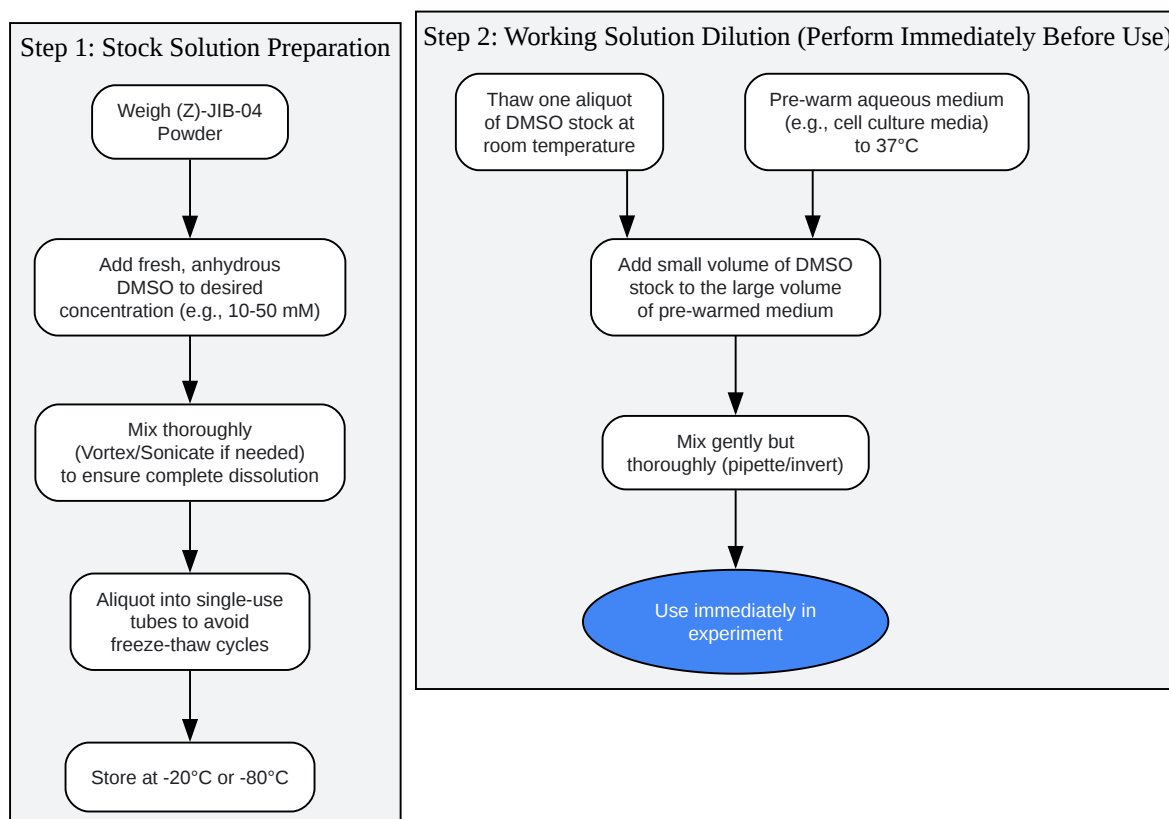 Step 1: Stock Solution Preparation
Weigh (Z)-JIB-04
Powder
Add fresh, anhydrous
DMSO to desired
concentration (e.g., 10-50 mM)
Mix thoroughly
(Vortex/Sonicate if needed)
to ensure complete dissolution
Aliquot into single-use
tubes to avoid
freeze-thaw cycles
Store at -20°C or -80°C
Step 2: Working Solution Dilution (Perform Immediately Before Use)
Thaw one aliquot
of DMSO stock at
room temperature
Pre-warm aqueous medium
(e.g., cell culture media)
to 37°C
Add small volume of DMSO
stock to the large volume
of pre-warmed medium
Mix gently but
thoroughly (pipette/invert)
Use immediately in
experiment